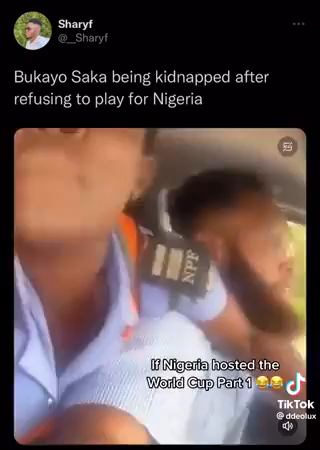 Sharyf
@_Sharyf
Bukayo Saka being kidnapped after
refusing to play for Nigeria
NPF
If Nigeria hosted the
World Cup Part 1 😂😂
TikTok
@ddeolux